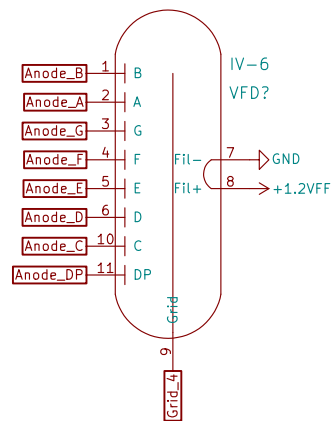 IV-6
VFD?
Anode_B 1 B
Anode_A 2 A
Anode_G 3 G
Anode_F 4 F Fil- 7 GND
Anode_E 5 E Fil+ 8 +1.2VFF
Anode_D 6 D
Anode_C 10 C
Anode_DP 11 DP
Grid
9
Grid_4